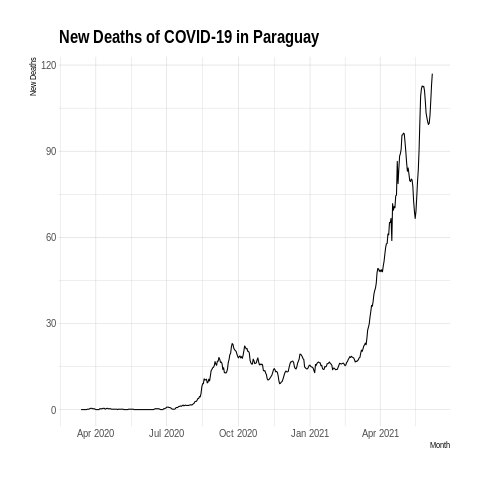 New Deaths of COVID-19 in Paraguay
New Deaths
120
90
60
30
0
Apr 2020 Jul 2020 Oct 2020 Jan 2021 Apr 2021
Month